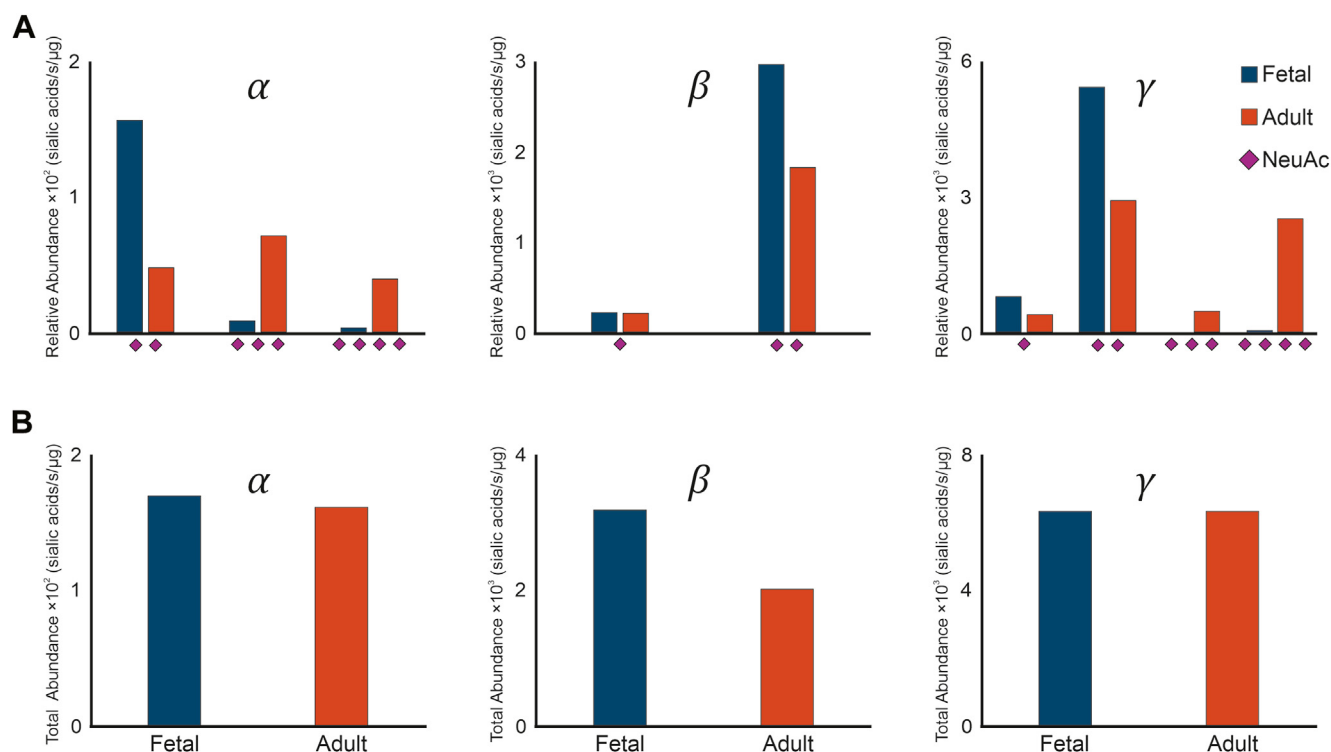 A
Relative Abundance ×10² (sialic acids/s/µg)
2
1
0
α
Relative Abundance ×10³ (sialic acids/s/µg)
3
2
1
0
β
Relative Abundance ×10³ (sialic acids/s/µg)
6
3
0
γ
Fetal
Adult
NeuAc
B
Total Abundance ×10² (sialic acids/s/µg)
2
1
0
α
Fetal Adult
Total Abundance ×10³ (sialic acids/s/µg)
4
2
0
β
Fetal Adult
Total Abundance ×10³ (sialic acids/s/µg)
8
4
0
γ
Fetal Adult